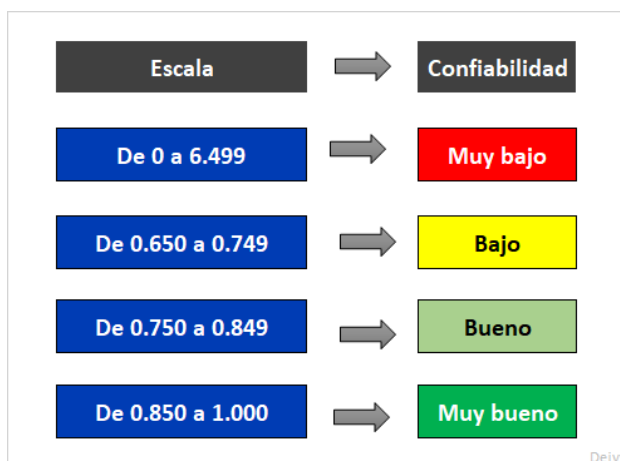 Escala Confiabilidad
De 0 a 6.499 Muy bajo
De 0.650 a 0.749 Bajo
De 0.750 a 0.849 Bueno
De 0.850 a 1.000 Muy bueno
Deiv